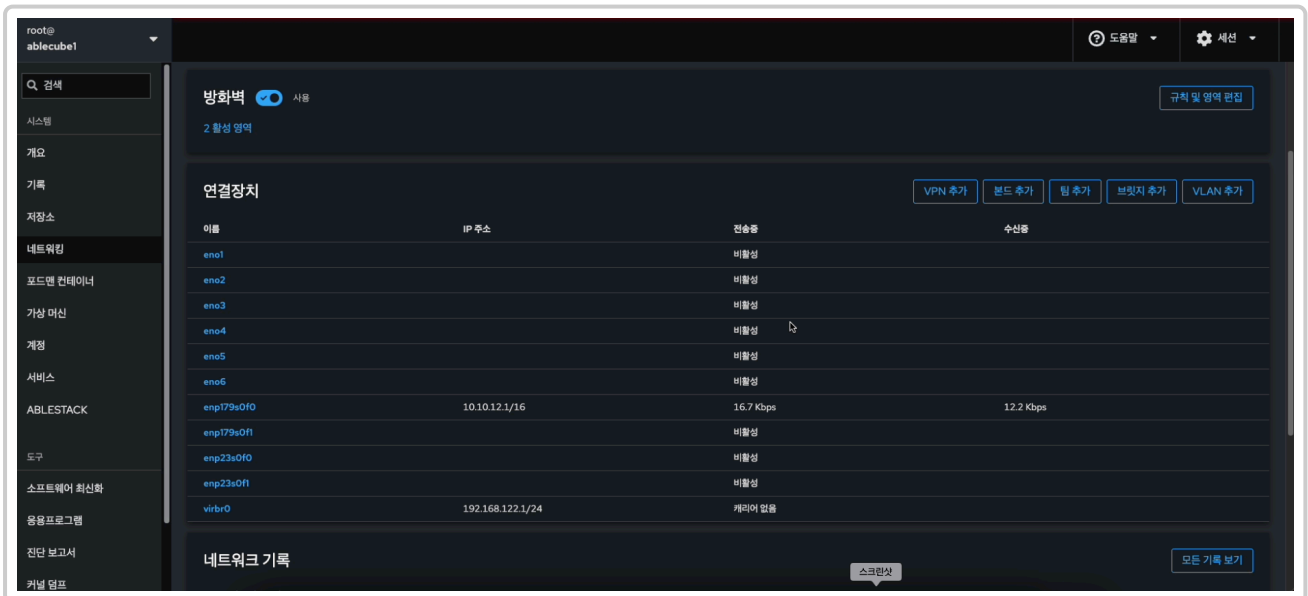 root@
ablecube1
도움말
세션
검색
시스템
개요
기록
저장소
네트워킹
포드맨 컨테이너
가상 머신
계정
서비스
ABLESTACK
도구
소프트웨어 최신화
응용프로그램
진단 보고서
커널 덤프
방화벽 사용
규칙 및 영역 편집
2 활성 영역
연결장치
VPN 추가 본드 추가 팀 추가 브릿지 추가 VLAN 추가
이름 IP 주소 전송중 수신중
eno1 비활성
eno2 비활성
eno3 비활성
eno4 비활성
eno5 비활성
eno6 비활성
enp179s0f0 10.10.12.1/16 16.7 Kbps 12.2 Kbps
enp179s0f1 비활성
enp23s0f0 비활성
enp23s0f1 비활성
virbr0 192.168.122.1/24 캐리어 없음
네트워크 기록
모든 기록 보기
스크린샷